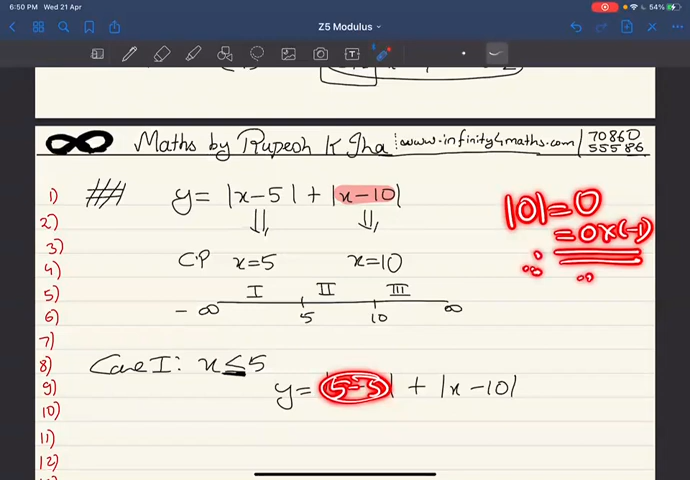 6:50 PM Wed 21 Apr
54%
Z5 Modulus
Maths by Rupesh K Jha
www.infinity4maths.com
70860
55586
1) y = |x-5| + |x-10|
2)
3)
4) C.P x=5 x=10
5) I II III
6) -∞ 5 10 ∞
7)
8) Case I: x ≤ 5
9) y = |5-5| + |x-10|
10)
11)
12)
|0| = 0
= 0x(-1)